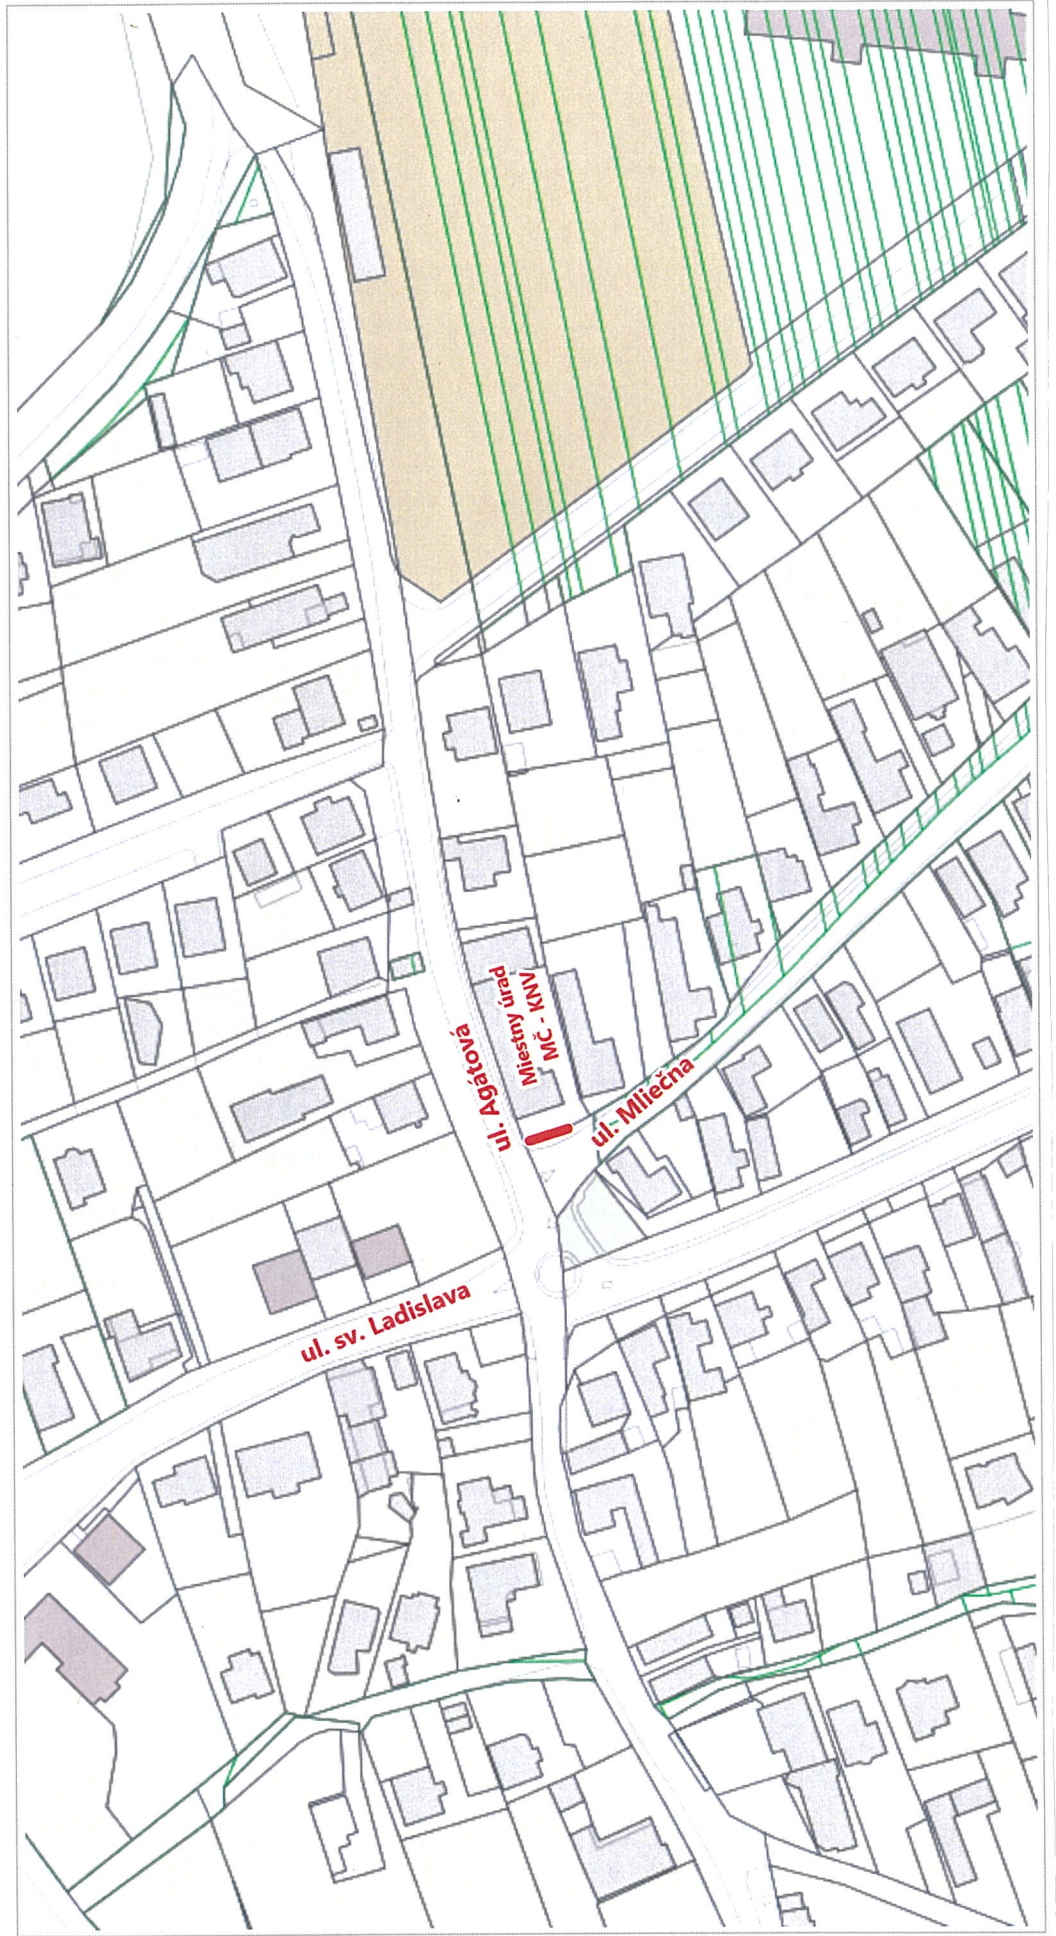 Miestny úrad
MČ - KNV
ul. Agátová
ul. Mliečna
ul. sv. Ladislava